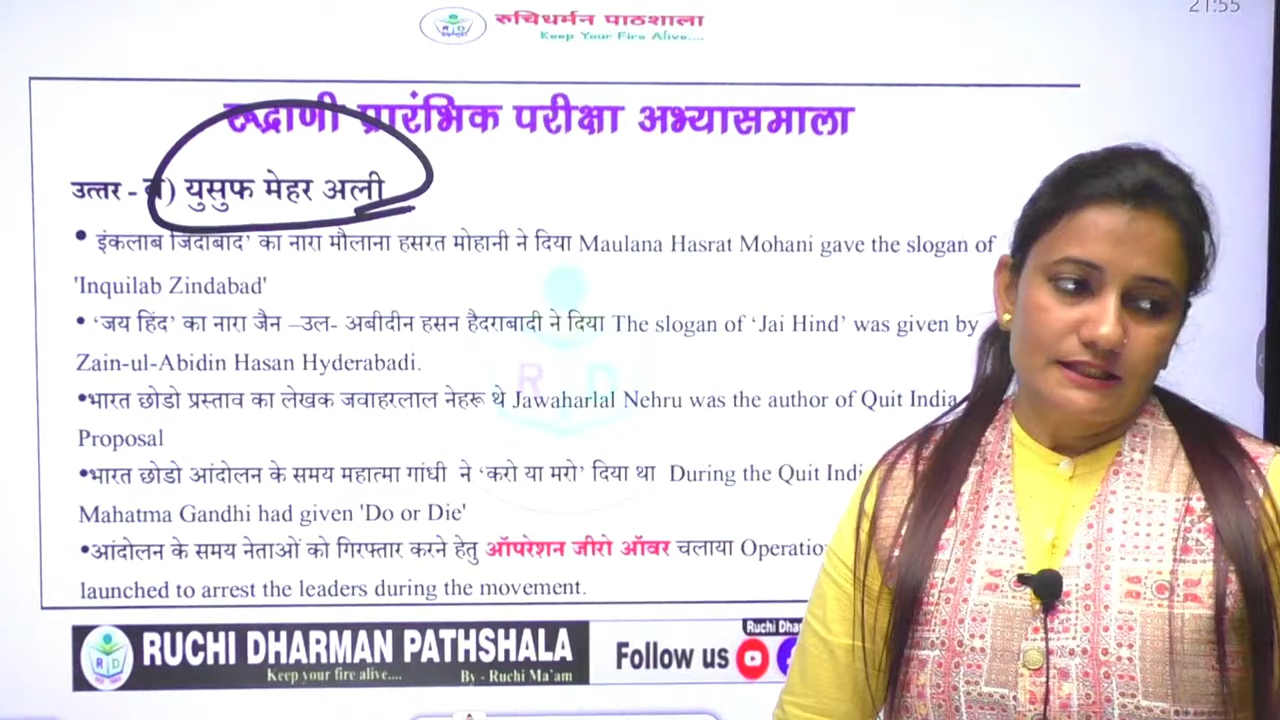 21:55
रुचिधर्मन पाठशाला
Keep Your Fire Alive....
रूद्राणी प्रारंभिक परीक्षा अभ्यासमाला
उत्तर - ब) युसुफ मेहर अली
• इंकलाब जिंदाबाद’ का नारा मौलाना हसरत मोहानी ने दिया Maulana Hasrat Mohani gave the slogan of
'Inquilab Zindabad'
• ‘जय हिंद’ का नारा जैन –उल- अबीदीन हसन हैदराबादी ने दिया The slogan of ‘Jai Hind’ was given by
Zain-ul-Abidin Hasan Hyderabadi.
•भारत छोडो प्रस्ताव का लेखक जवाहरलाल नेहरू थे Jawaharlal Nehru was the author of Quit India
Proposal
•भारत छोडो आंदोलन के समय महात्मा गांधी ने ‘करो या मरो’ दिया था During the Quit Indi
Mahatma Gandhi had given 'Do or Die'
•आंदोलन के समय नेताओं को गिरफ्तार करने हेतु ऑपरेशन जीरो ऑवर चलाया Operatio
launched to arrest the leaders during the movement.
R D
RUCHI DHARMAN PATHSHALA
Keep your fire alive.... By - Ruchi Ma'am
Follow us
Ruchi Dha